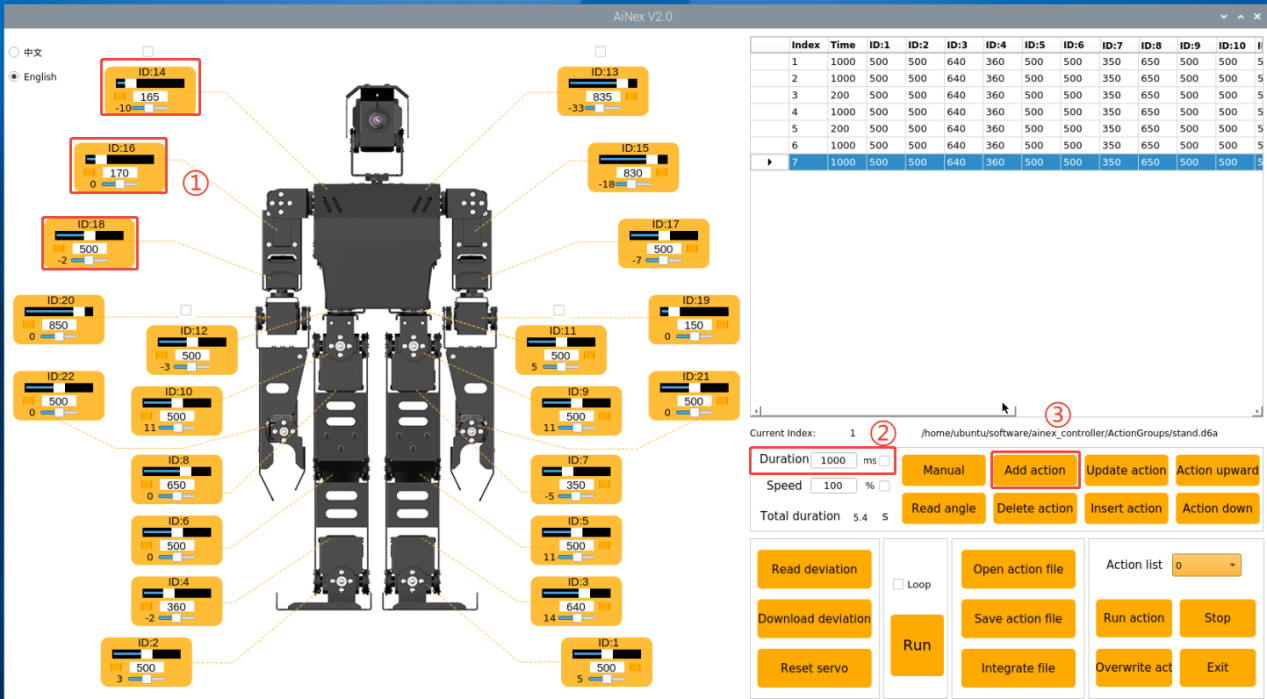 AiNex V2.0
中文
English
ID:14
165
-10
ID:13
835
-33
ID:16
170
0
①
ID:15
830
-18
ID:18
500
-2
ID:17
500
-7
ID:20
850
0
ID:19
150
0
ID:12
500
-3
ID:11
500
5
ID:22
500
0
ID:21
500
0
ID:10
500
11
ID:9
500
11
ID:8
650
0
ID:7
350
-5
ID:6
500
0
ID:5
500
11
ID:4
360
-2
ID:3
640
14
ID:2
500
3
ID:1
500
5
Index Time ID:1 ID:2 ID:3 ID:4 ID:5 ID:6 ID:7 ID:8 ID:9 ID:10
1 1000 500 500 640 360 500 500 350 650 500 500 5
2 1000 500 500 640 360 500 500 350 650 500 500 5
3 200 500 500 640 360 500 500 350 650 500 500 5
4 1000 500 500 640 360 500 500 350 650 500 500 5
5 200 500 500 640 360 500 500 350 650 500 500 5
6 1000 500 500 640 360 500 500 350 650 500 500 5
7 1000 500 500 640 360 500 500 350 650 500 500 5
Current Index: 1 ② /home/ubuntu/software/ainex_controller/ActionGroups/stand.d6a
③
Duration 1000 ms
Manual Add action Update action Action upward
Speed 100 %
Total duration 5.4 S
Read angle Delete action Insert action Action down
Read deviation
Download deviation
Reset servo
Loop
Run
Open action file
Save action file
Integrate file
Action list 0
Run action Stop
Overwrite act Exit